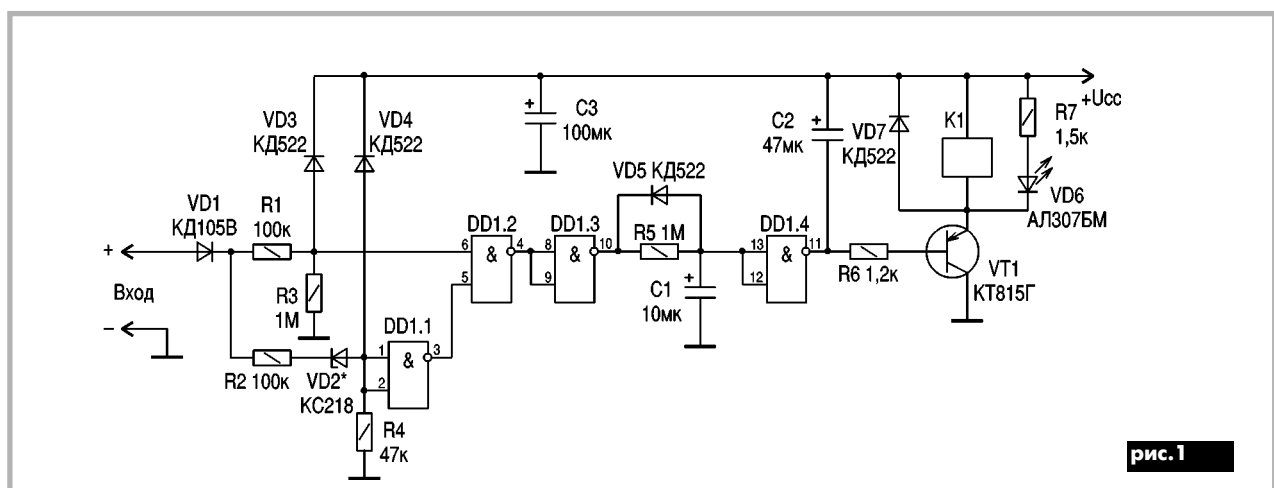 VD3
КД522
VD4
КД522
+
C3
100мк
+
C2
47мк
VD7
КД522
K1
R7
1,5к
+Ucc
VD6
АЛ307БМ
VD1
КД105В
R1
100к
+
Вход
–
R3
1М
R2 100к
VD2*
КС218
DD1.1
1
2
&
3
R4
47к
DD1.2
6
5
&
4
DD1.3
8
9
&
10
VD5 КД522
R5 1М
+
C1
10мк
DD1.4
13
12
&
11
R6 1,2к
VT1
КТ815Г
рис.1